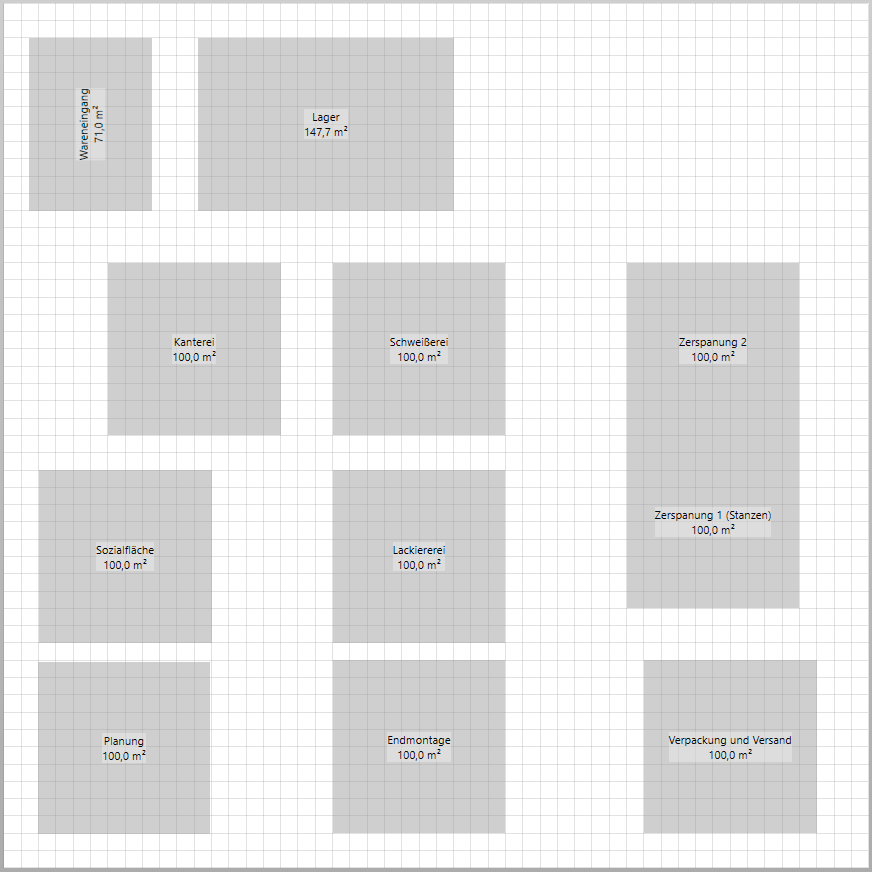 Wareneingang
71,0 m²
Lager
147,7 m²
Kanterei
100,0 m²
Schweißerei
100,0 m²
Zerspanung 2
100,0 m²
Zerspanung 1 (Stanzen)
100,0 m²
Sozialfläche
100,0 m²
Lackiererei
100,0 m²
Planung
100,0 m²
Endmontage
100,0 m²
Verpackung und Versand
100,0 m²